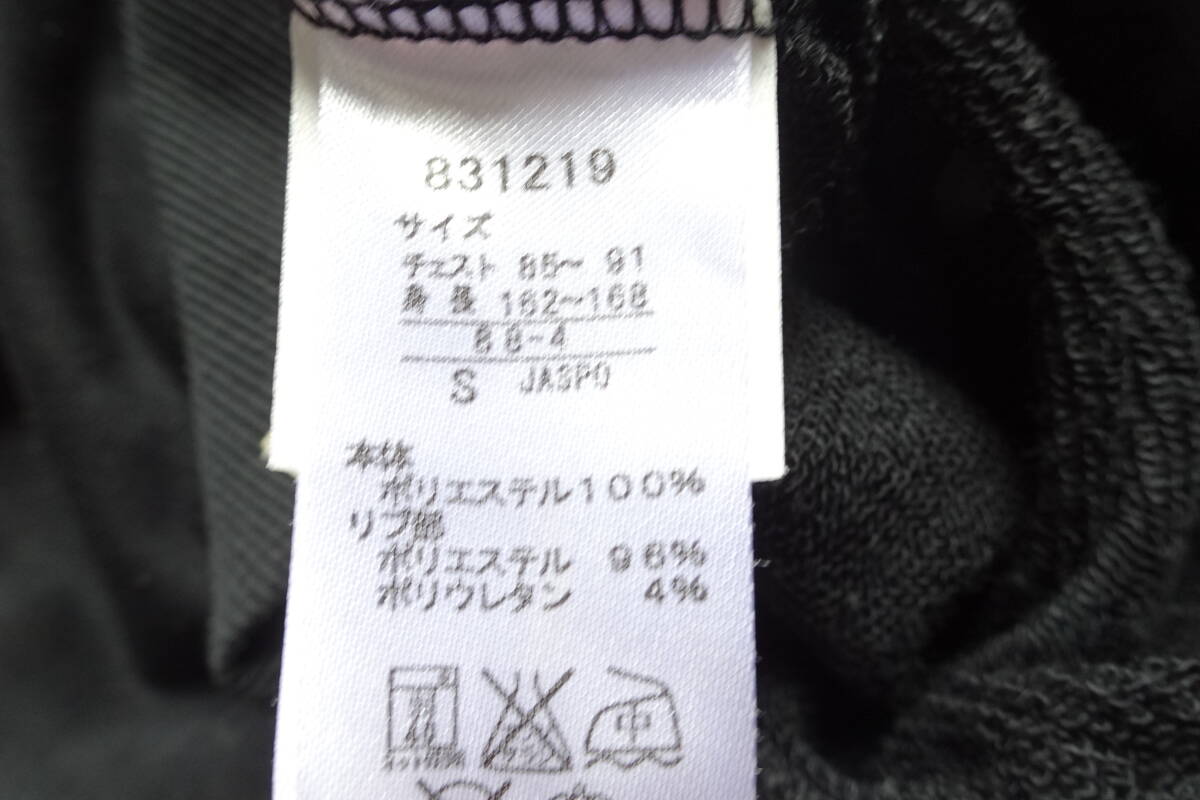 831219
サイズ
チェスト 85～91
身長 162～168
88-4
S JASPO
本体
ポリエステル100%
リブ部
ポリエステル 96%
ポリウレタン 4%
中